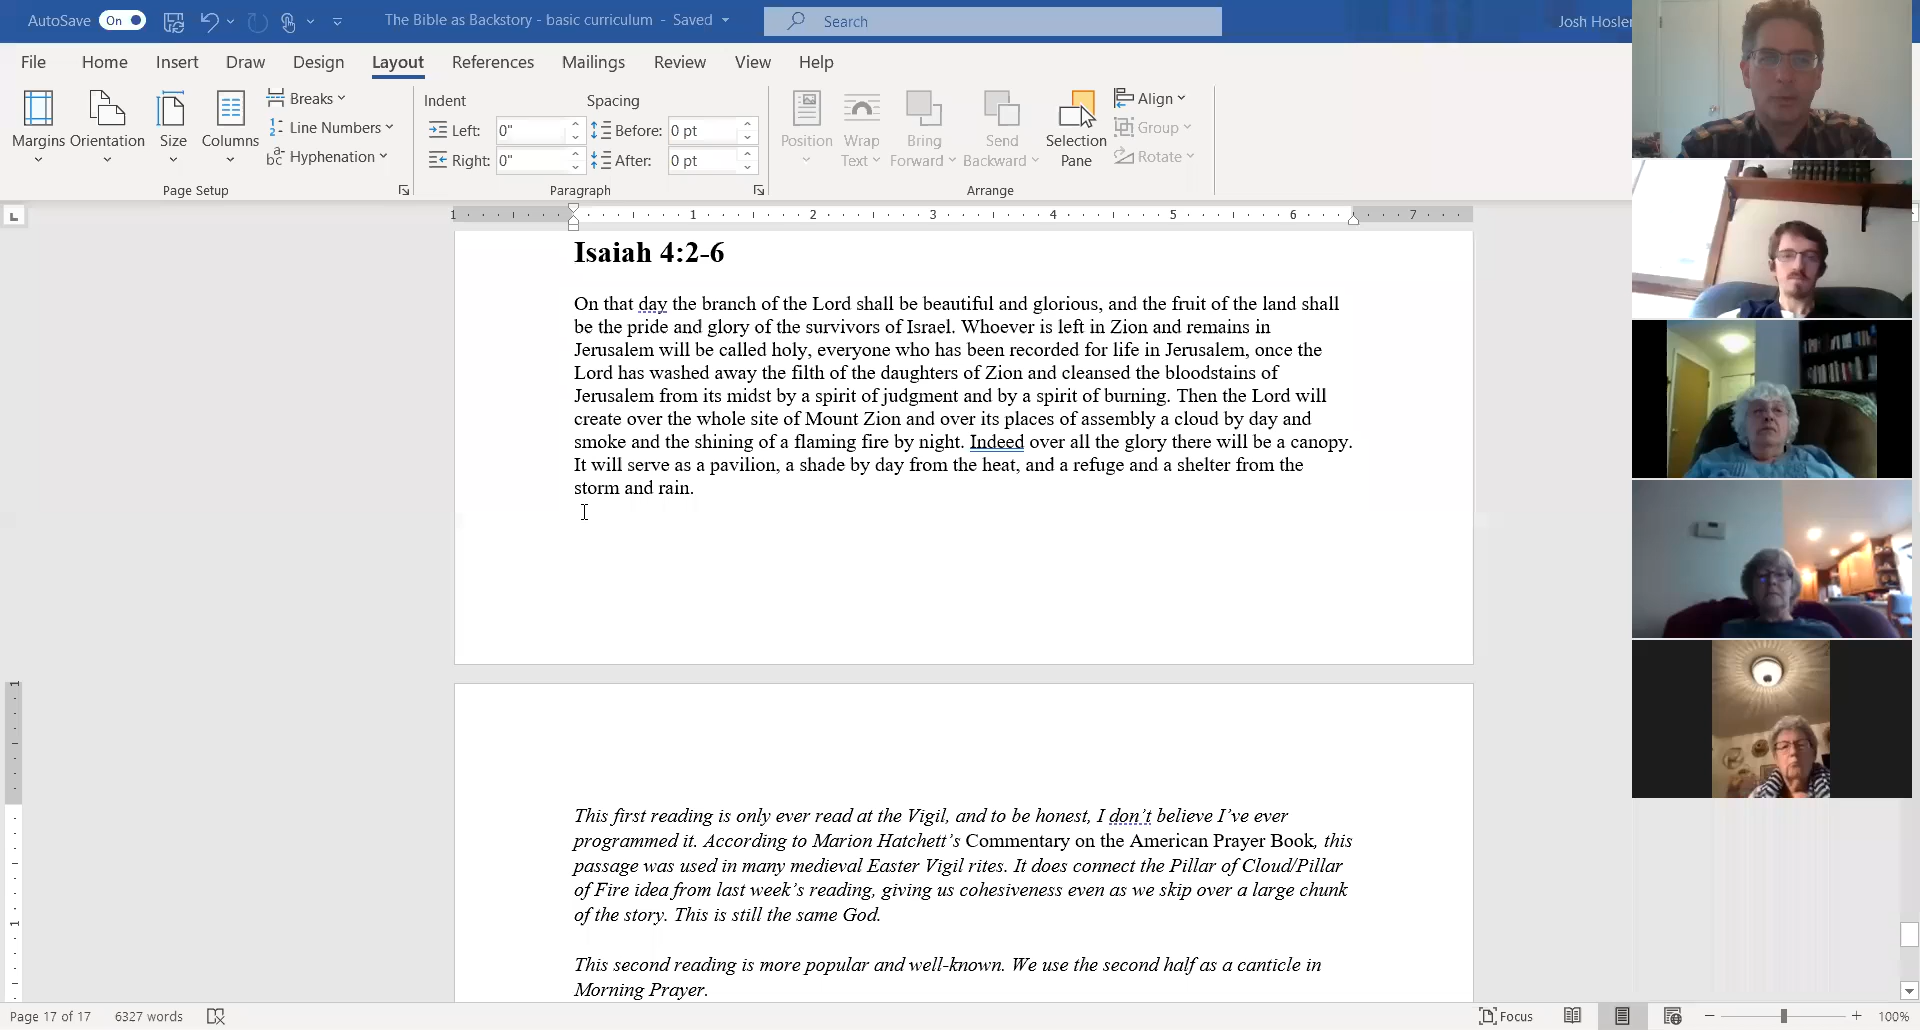 AutoSave On The Bible as Backstory - basic curriculum - Saved Search Josh Hosler
File Home Insert Draw Design Layout References Mailings Review View Help
Margins Orientation Size Columns Breaks Line Numbers Hyphenation
Page Setup
Indent Spacing
Left: 0" Before: 0 pt
Right: 0" After: 0 pt
Paragraph
Position Wrap Text Bring Forward Send Backward Selection Pane Align Group Rotate
Arrange
1 1 2 3 4 5 6 7
Isaiah 4:2-6
On that day the branch of the Lord shall be beautiful and glorious, and the fruit of the land shall
be the pride and glory of the survivors of Israel. Whoever is left in Zion and remains in
Jerusalem will be called holy, everyone who has been recorded for life in Jerusalem, once the
Lord has washed away the filth of the daughters of Zion and cleansed the bloodstains of
Jerusalem from its midst by a spirit of judgment and by a spirit of burning. Then the Lord will
create over the whole site of Mount Zion and over its places of assembly a cloud by day and
smoke and the shining of a flaming fire by night. Indeed over all the glory there will be a canopy.
It will serve as a pavilion, a shade by day from the heat, and a refuge and a shelter from the
storm and rain.
This first reading is only ever read at the Vigil, and to be honest, I don't believe I've ever
programmed it. According to Marion Hatchett's Commentary on the American Prayer Book, this
passage was used in many medieval Easter Vigil rites. It does connect the Pillar of Cloud/Pillar
of Fire idea from last week's reading, giving us cohesiveness even as we skip over a large chunk
of the story. This is still the same God.
This second reading is more popular and well-known. We use the second half as a canticle in
Morning Prayer.
Page 17 of 17 6327 words Focus 100%